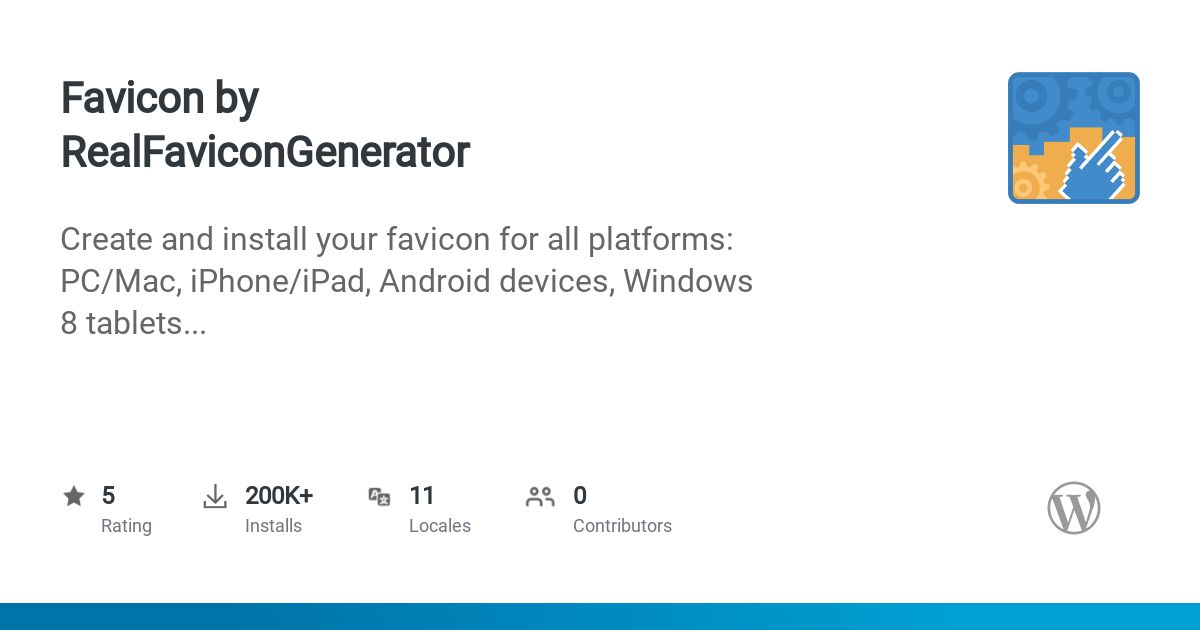 Favicon by
RealFaviconGenerator
Create and install your favicon for all platforms:
PC/Mac, iPhone/iPad, Android devices, Windows
8 tablets...
5
Rating
200K+
Installs
11
Locales
0
Contributors